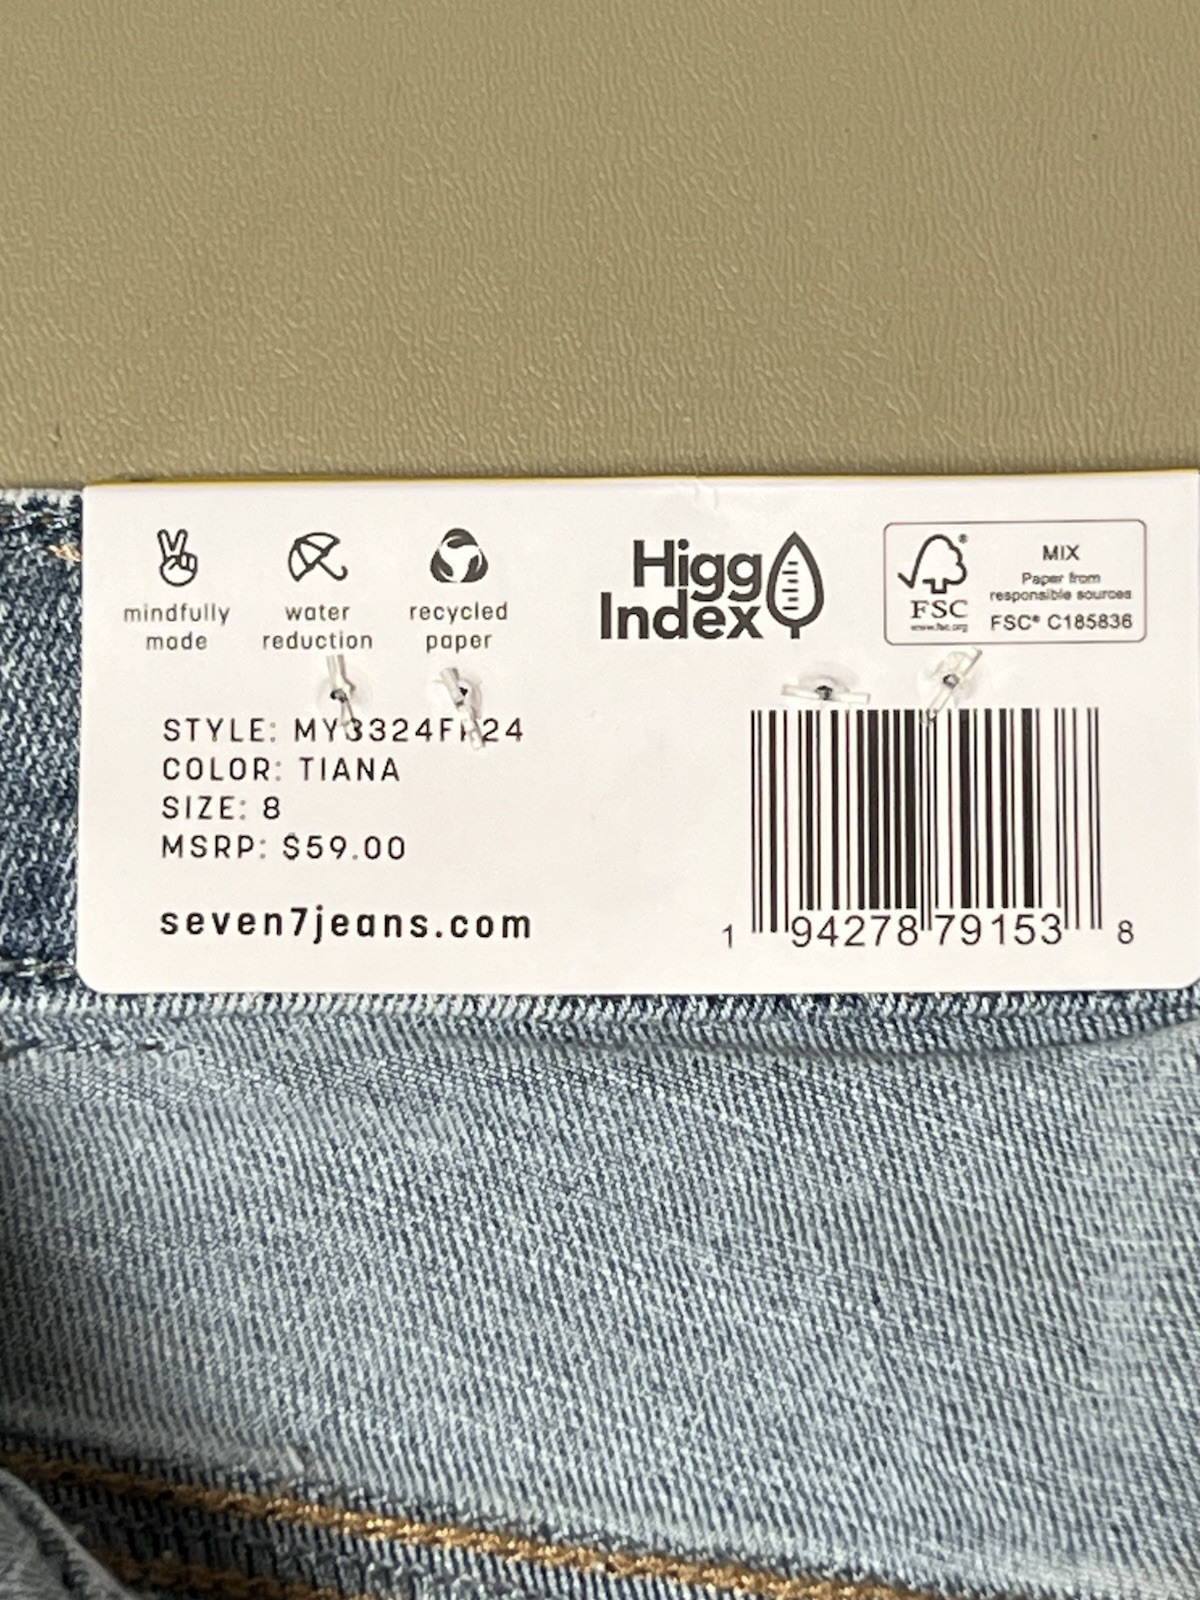 mindfully
made
water
reduction
recycled
paper
Higg
Index
FSC
www.fsc.org
MIX
Paper from
responsible sources
FSC® C185836
STYLE:
COLOR: TIANA
SIZE: 8
MSRP: $59.00
seven7jeans.com
1 94278 79153 8